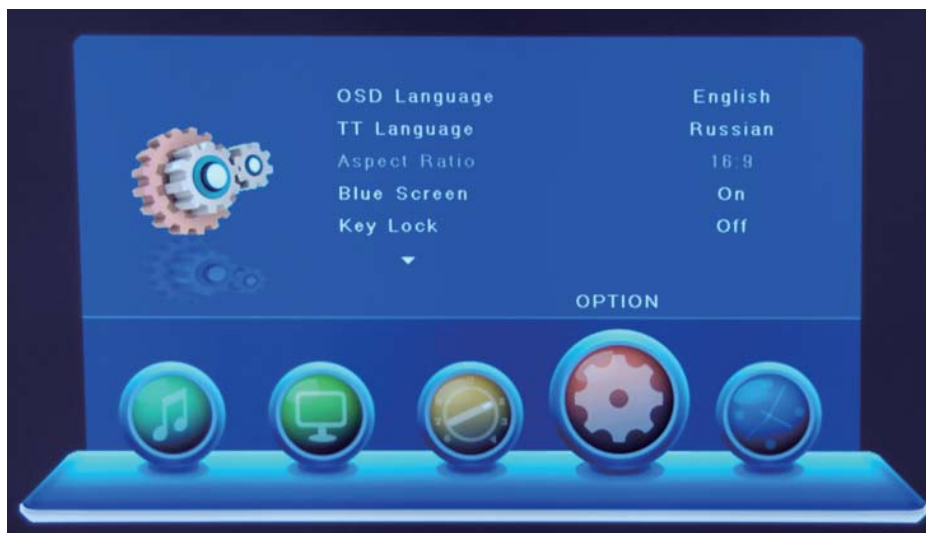 OSD Language English
TT Language Russian
Aspect Ratio 16:9
Blue Screen On
Key Lock Off
OPTION